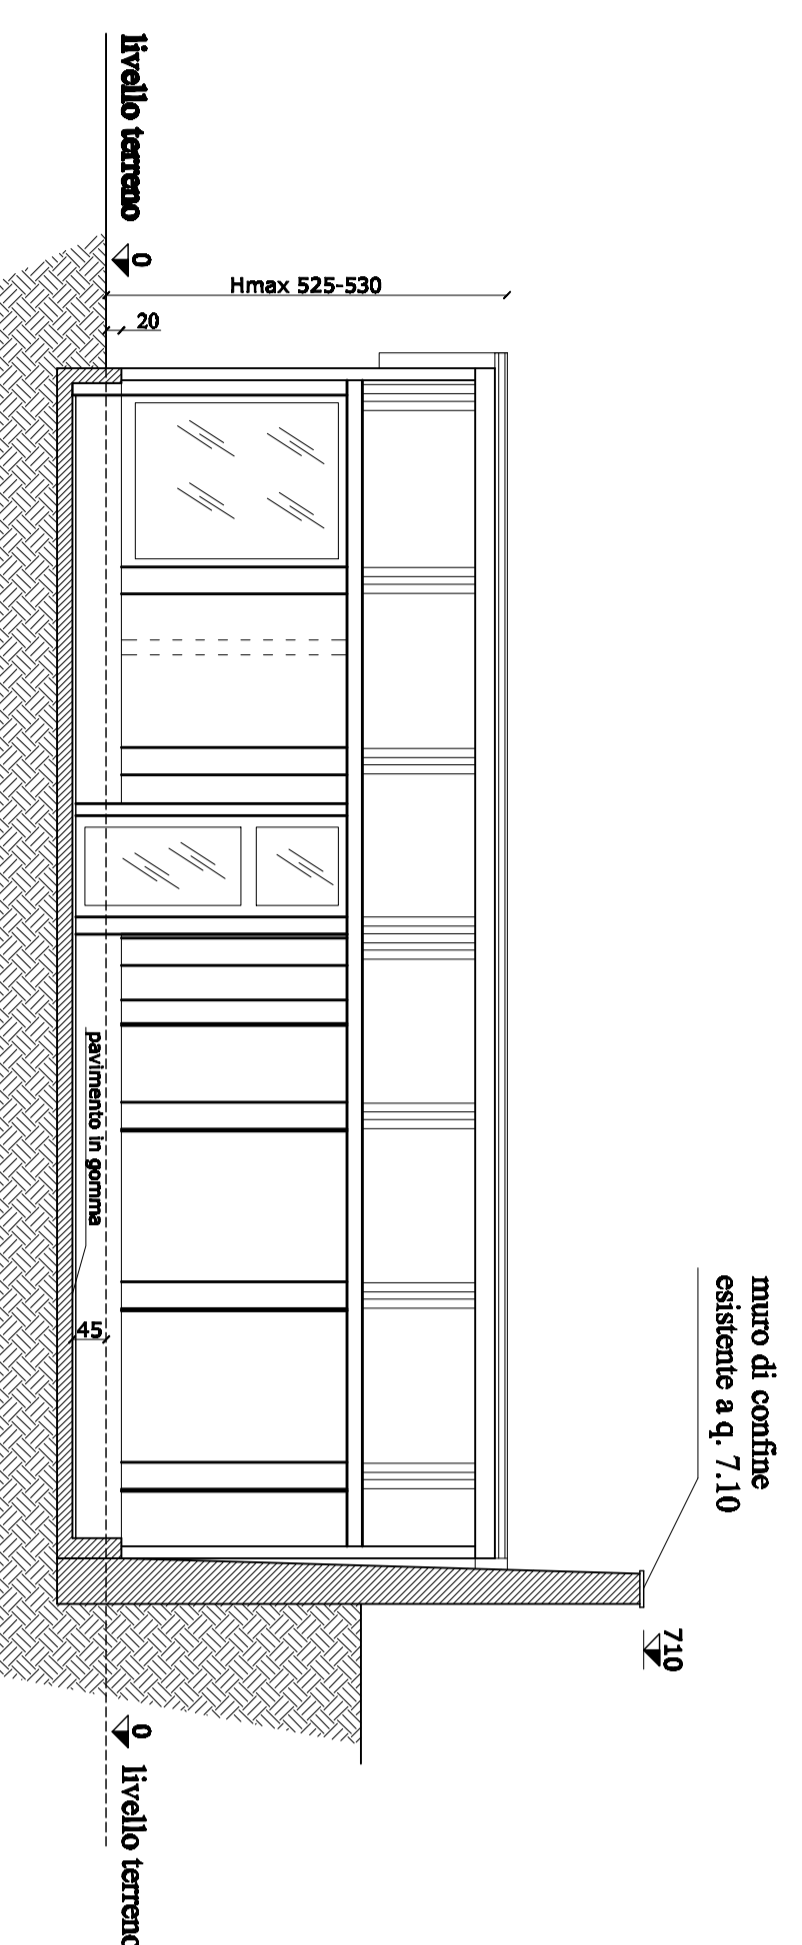 livello terreno
0
Hmax 525-530
20
pavimento in gomma
45
muro di confine
esistente a q. 7.10
710
0
livello terreno